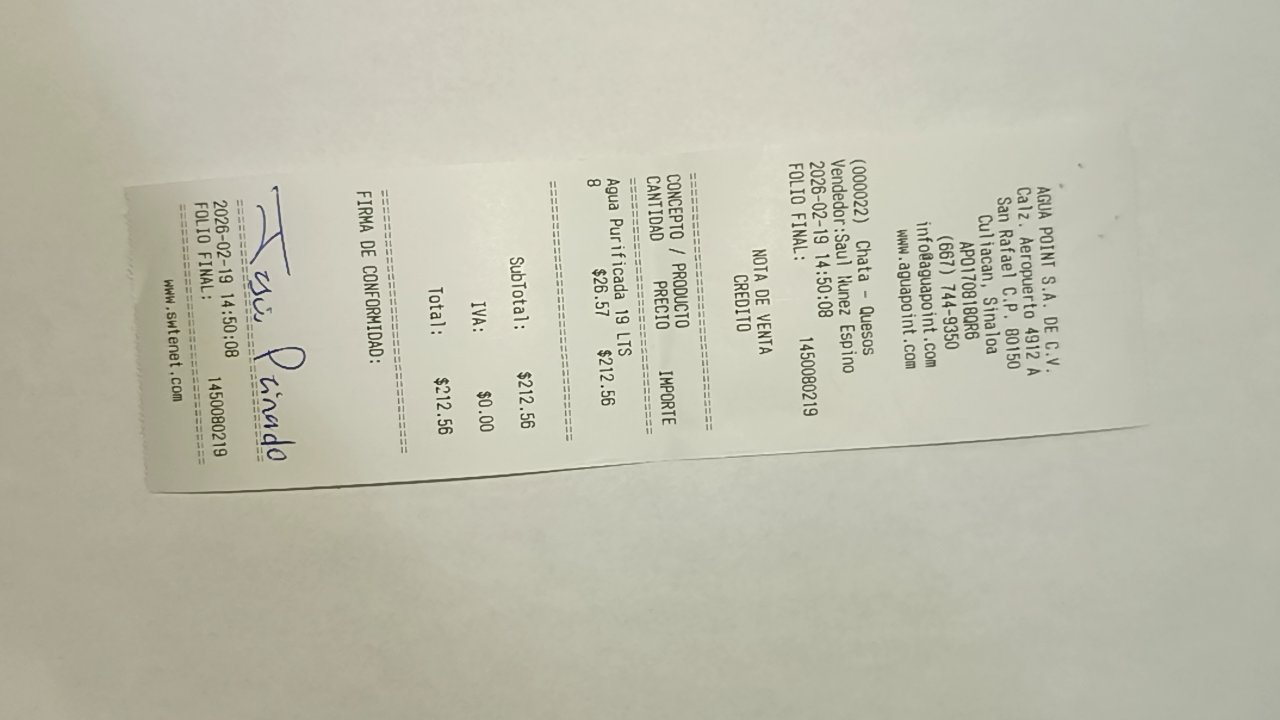 AGUA POINT S.A. DE C.V.
Calz. Aeropuerto 4912 A
San Rafael C.P. 80150
Culiacan, Sinaloa
APO170818QR6
(667) 744-9350
info@aguapoint.com
www.aguapoint.com
NOTA DE VENTA
CREDITO
(000022) Chata - Quesos
Vendedor:Saul Nunez Espino
2026-02-19 14:50:08
FOLIO FINAL: 1450080219
===========================
CONCEPTO / PRODUCTO
CANTIDAD PRECIO IMPORTE
===========================
Agua Purificada 19 LTS
8 $26.57 $212.56
===========================
SubTotal: $212.56
IVA: $0.00
Total: $212.56
===========================
FIRMA DE CONFORMIDAD:
===========================
2026-02-19 14:50:08
FOLIO FINAL: 1450080219
===========================
www.swtenet.com